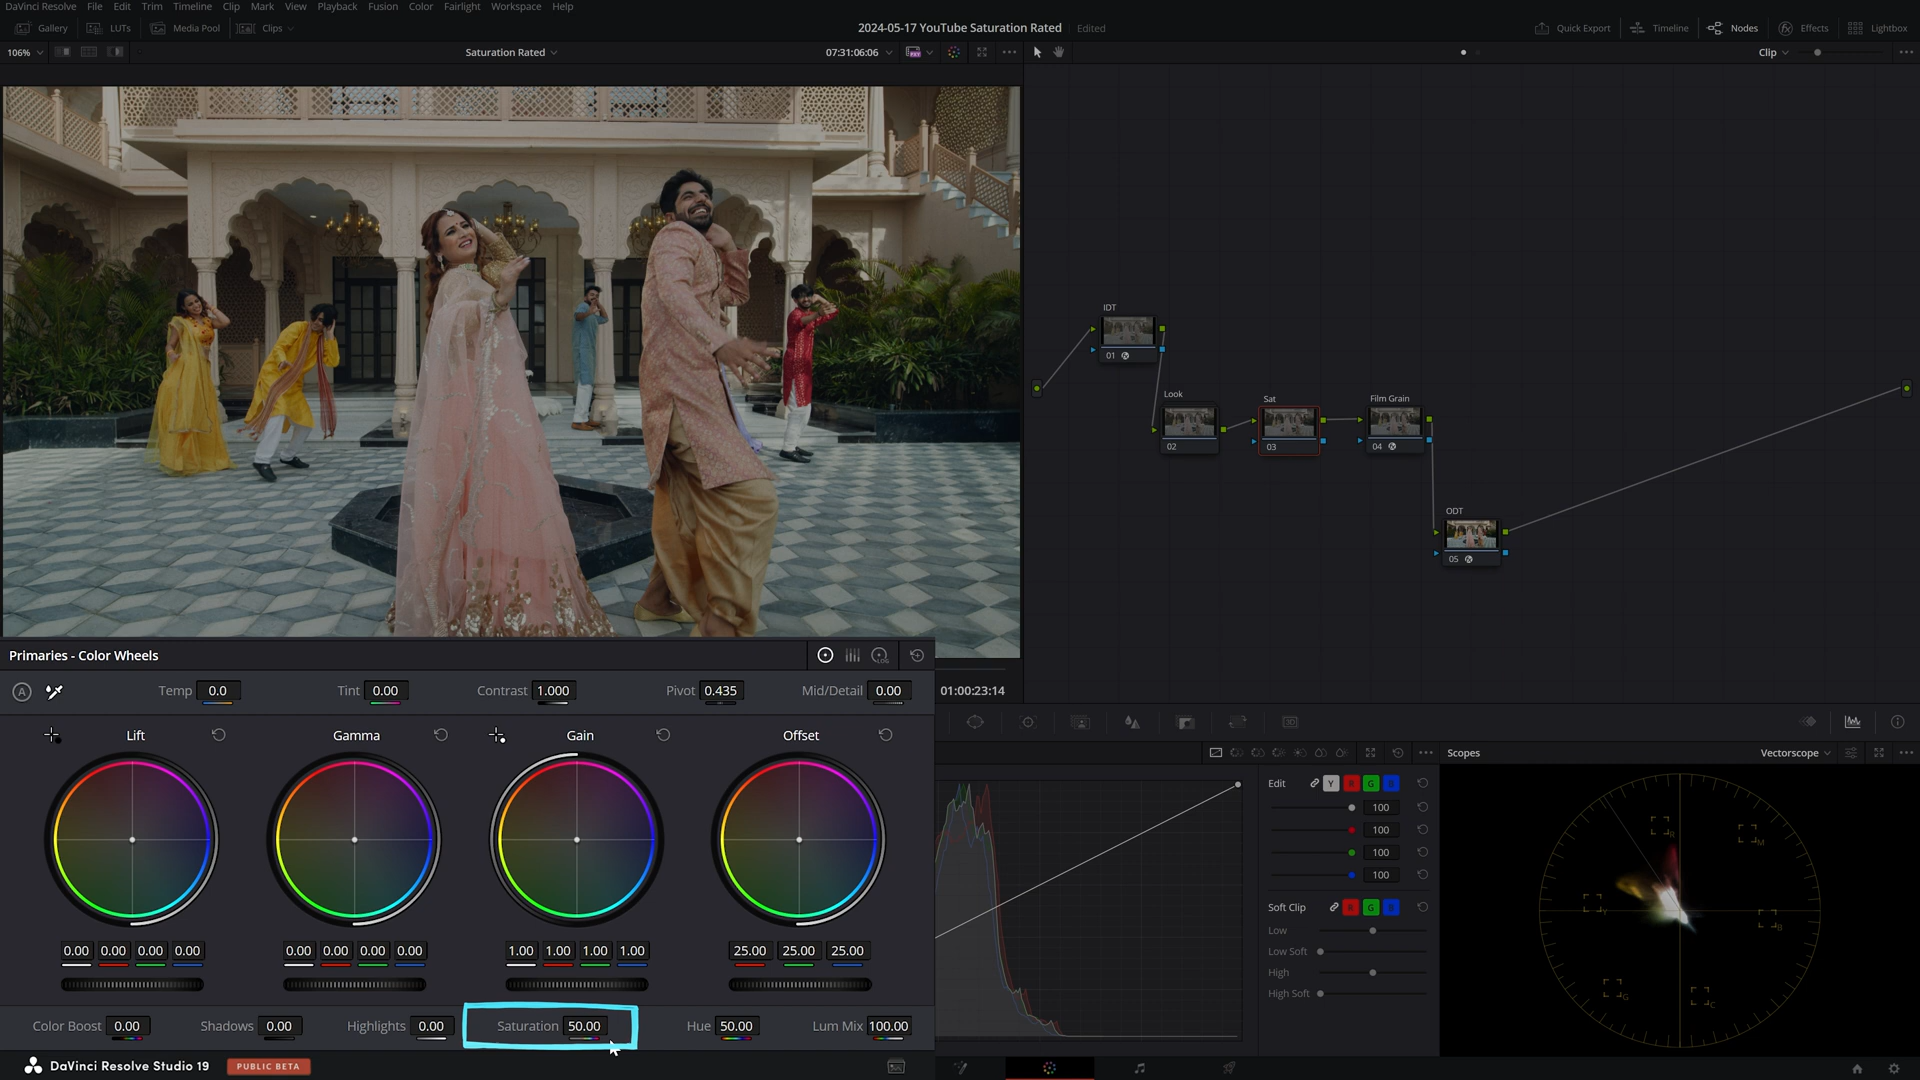 DaVinci Resolve File Edit Trim Timeline Clip Mark View Playback Fusion Color Fairlight Workspace Help
Gallery LUTs Media Pool Clips 2024-05-17 YouTube Saturation Rated Edited Quick Export Timeline Nodes Effects Lightbox
106% Saturation Rated 07:31:06:06 Clip
IDT
01
Look
02
Sat
03
Film Grain
04
ODT
05
Primaries - Color Wheels
A Temp 0.0 Tint 0.00 Contrast 1.000 Pivot 0.435 Mid/Detail 0.00 01:00:23:14
Lift Gamma Gain Offset
0.00 0.00 0.00 0.00 0.00 0.00 0.00 0.00 1.00 1.00 1.00 1.00 25.00 25.00 25.00
Color Boost 0.00 Shadows 0.00 Highlights 0.00 Saturation 50.00 Hue 50.00 Lum Mix 100.00
DaVinci Resolve Studio 19 PUBLIC BETA
LOG
3D
Edit Y R G B
100
100
100
100
Soft Clip R G B
Low
Low Soft
High
High Soft
Scopes Vectorscope
R
M
Y
B
G
C